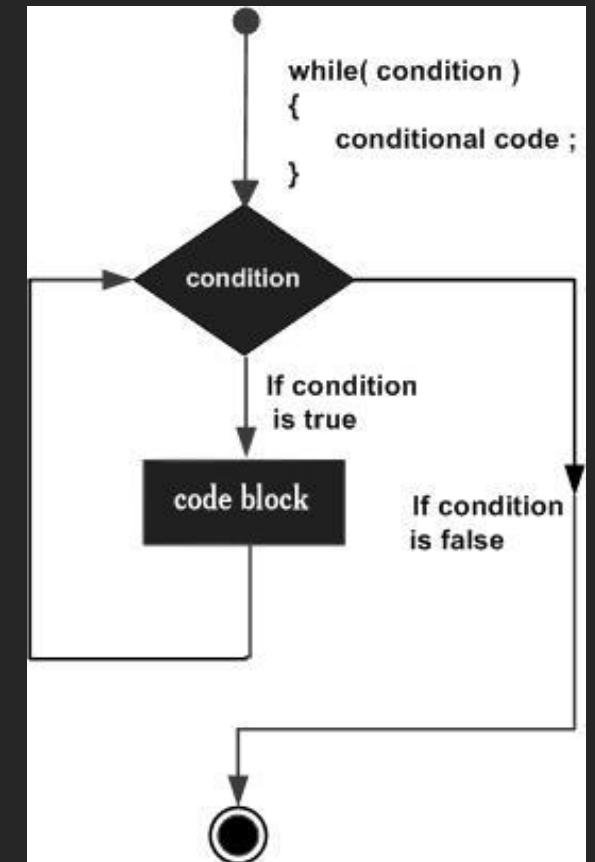 while( condition )
{
conditional code ;
}
condition
If condition
is true
code block
If condition
is false